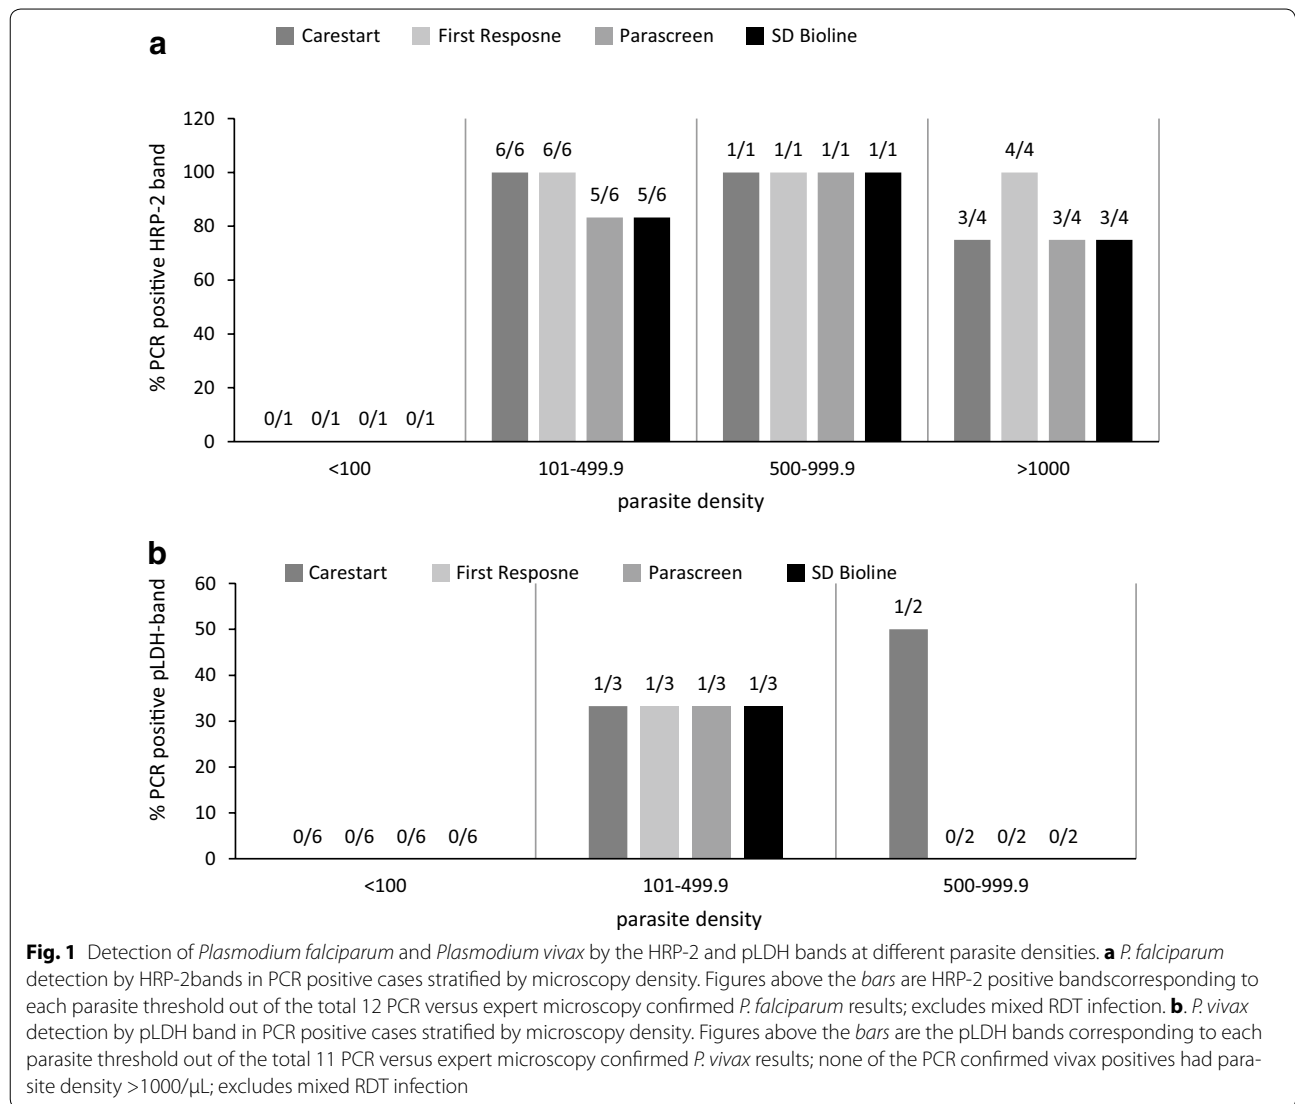 a
Carestart First Resposne Parascreen SD Bioline
% PCR positive HRP-2 band
120
100
80
60
40
20
0
0/1 0/1 0/1 0/1
6/6 6/6 5/6 5/6
1/1 1/1 1/1 1/1
3/4 4/4 3/4 3/4
<100 101-499.9 500-999.9 >1000
parasite density
b
Carestart First Resposne Parascreen SD Bioline
% PCR positive pLDH-band
60
50
40
30
20
10
0
0/6 0/6 0/6 0/6
1/3 1/3 1/3 1/3
1/2 0/2 0/2 0/2
<100 101-499.9 500-999.9
parasite density
Fig. 1 Detection of Plasmodium falciparum and Plasmodium vivax by the HRP-2 and pLDH bands at different parasite densities. a P. falciparum
detection by HRP-2bands in PCR positive cases stratified by microscopy density. Figures above the bars are HRP-2 positive bandscorresponding to
each parasite threshold out of the total 12 PCR versus expert microscopy confirmed P. falciparum results; excludes mixed RDT infection. b. P. vivax
detection by pLDH band in PCR positive cases stratified by microscopy density. Figures above the bars are the pLDH bands corresponding to each
parasite threshold out of the total 11 PCR versus expert microscopy confirmed P. vivax results; none of the PCR confirmed vivax positives had para-
site density >1000/μL; excludes mixed RDT infection